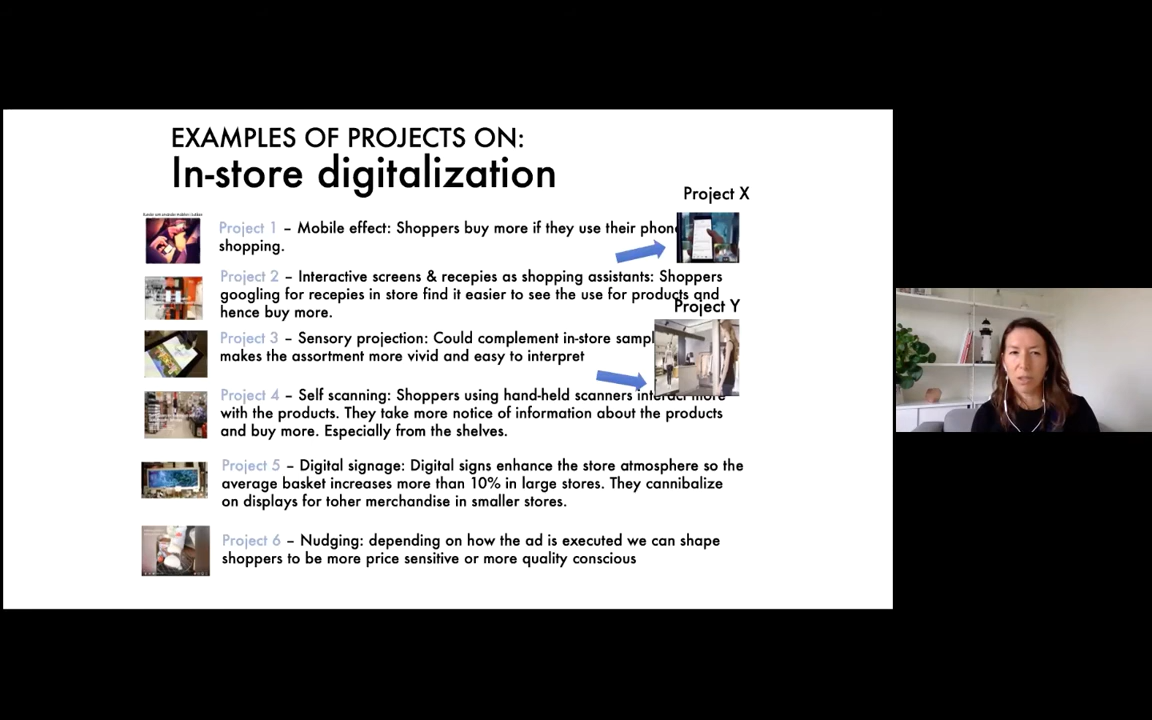 EXAMPLES OF PROJECTS ON:
In-store digitalization
Project X
Project 1 – Mobile effect: Shoppers buy more if they use their phon
shopping.
Project 2 – Interactive screens & recepies as shopping assistants: Shoppers
googling for recepies in store find it easier to see the use for products and
hence buy more.
Project Y
Project 3 – Sensory projection: Could complement in-store sampl
makes the assortment more vivid and easy to interpret
Project 4 – Self scanning: Shoppers using hand-held scanners interact more
with the products. They take more notice of information about the products
and buy more. Especially from the shelves.
Project 5 – Digital signage: Digital signs enhance the store atmosphere so the
average basket increases more than 10% in large stores. They cannibalize
on displays for toher merchandise in smaller stores.
Project 6 – Nudging: depending on how the ad is executed we can shape
shoppers to be more price sensitive or more quality conscious